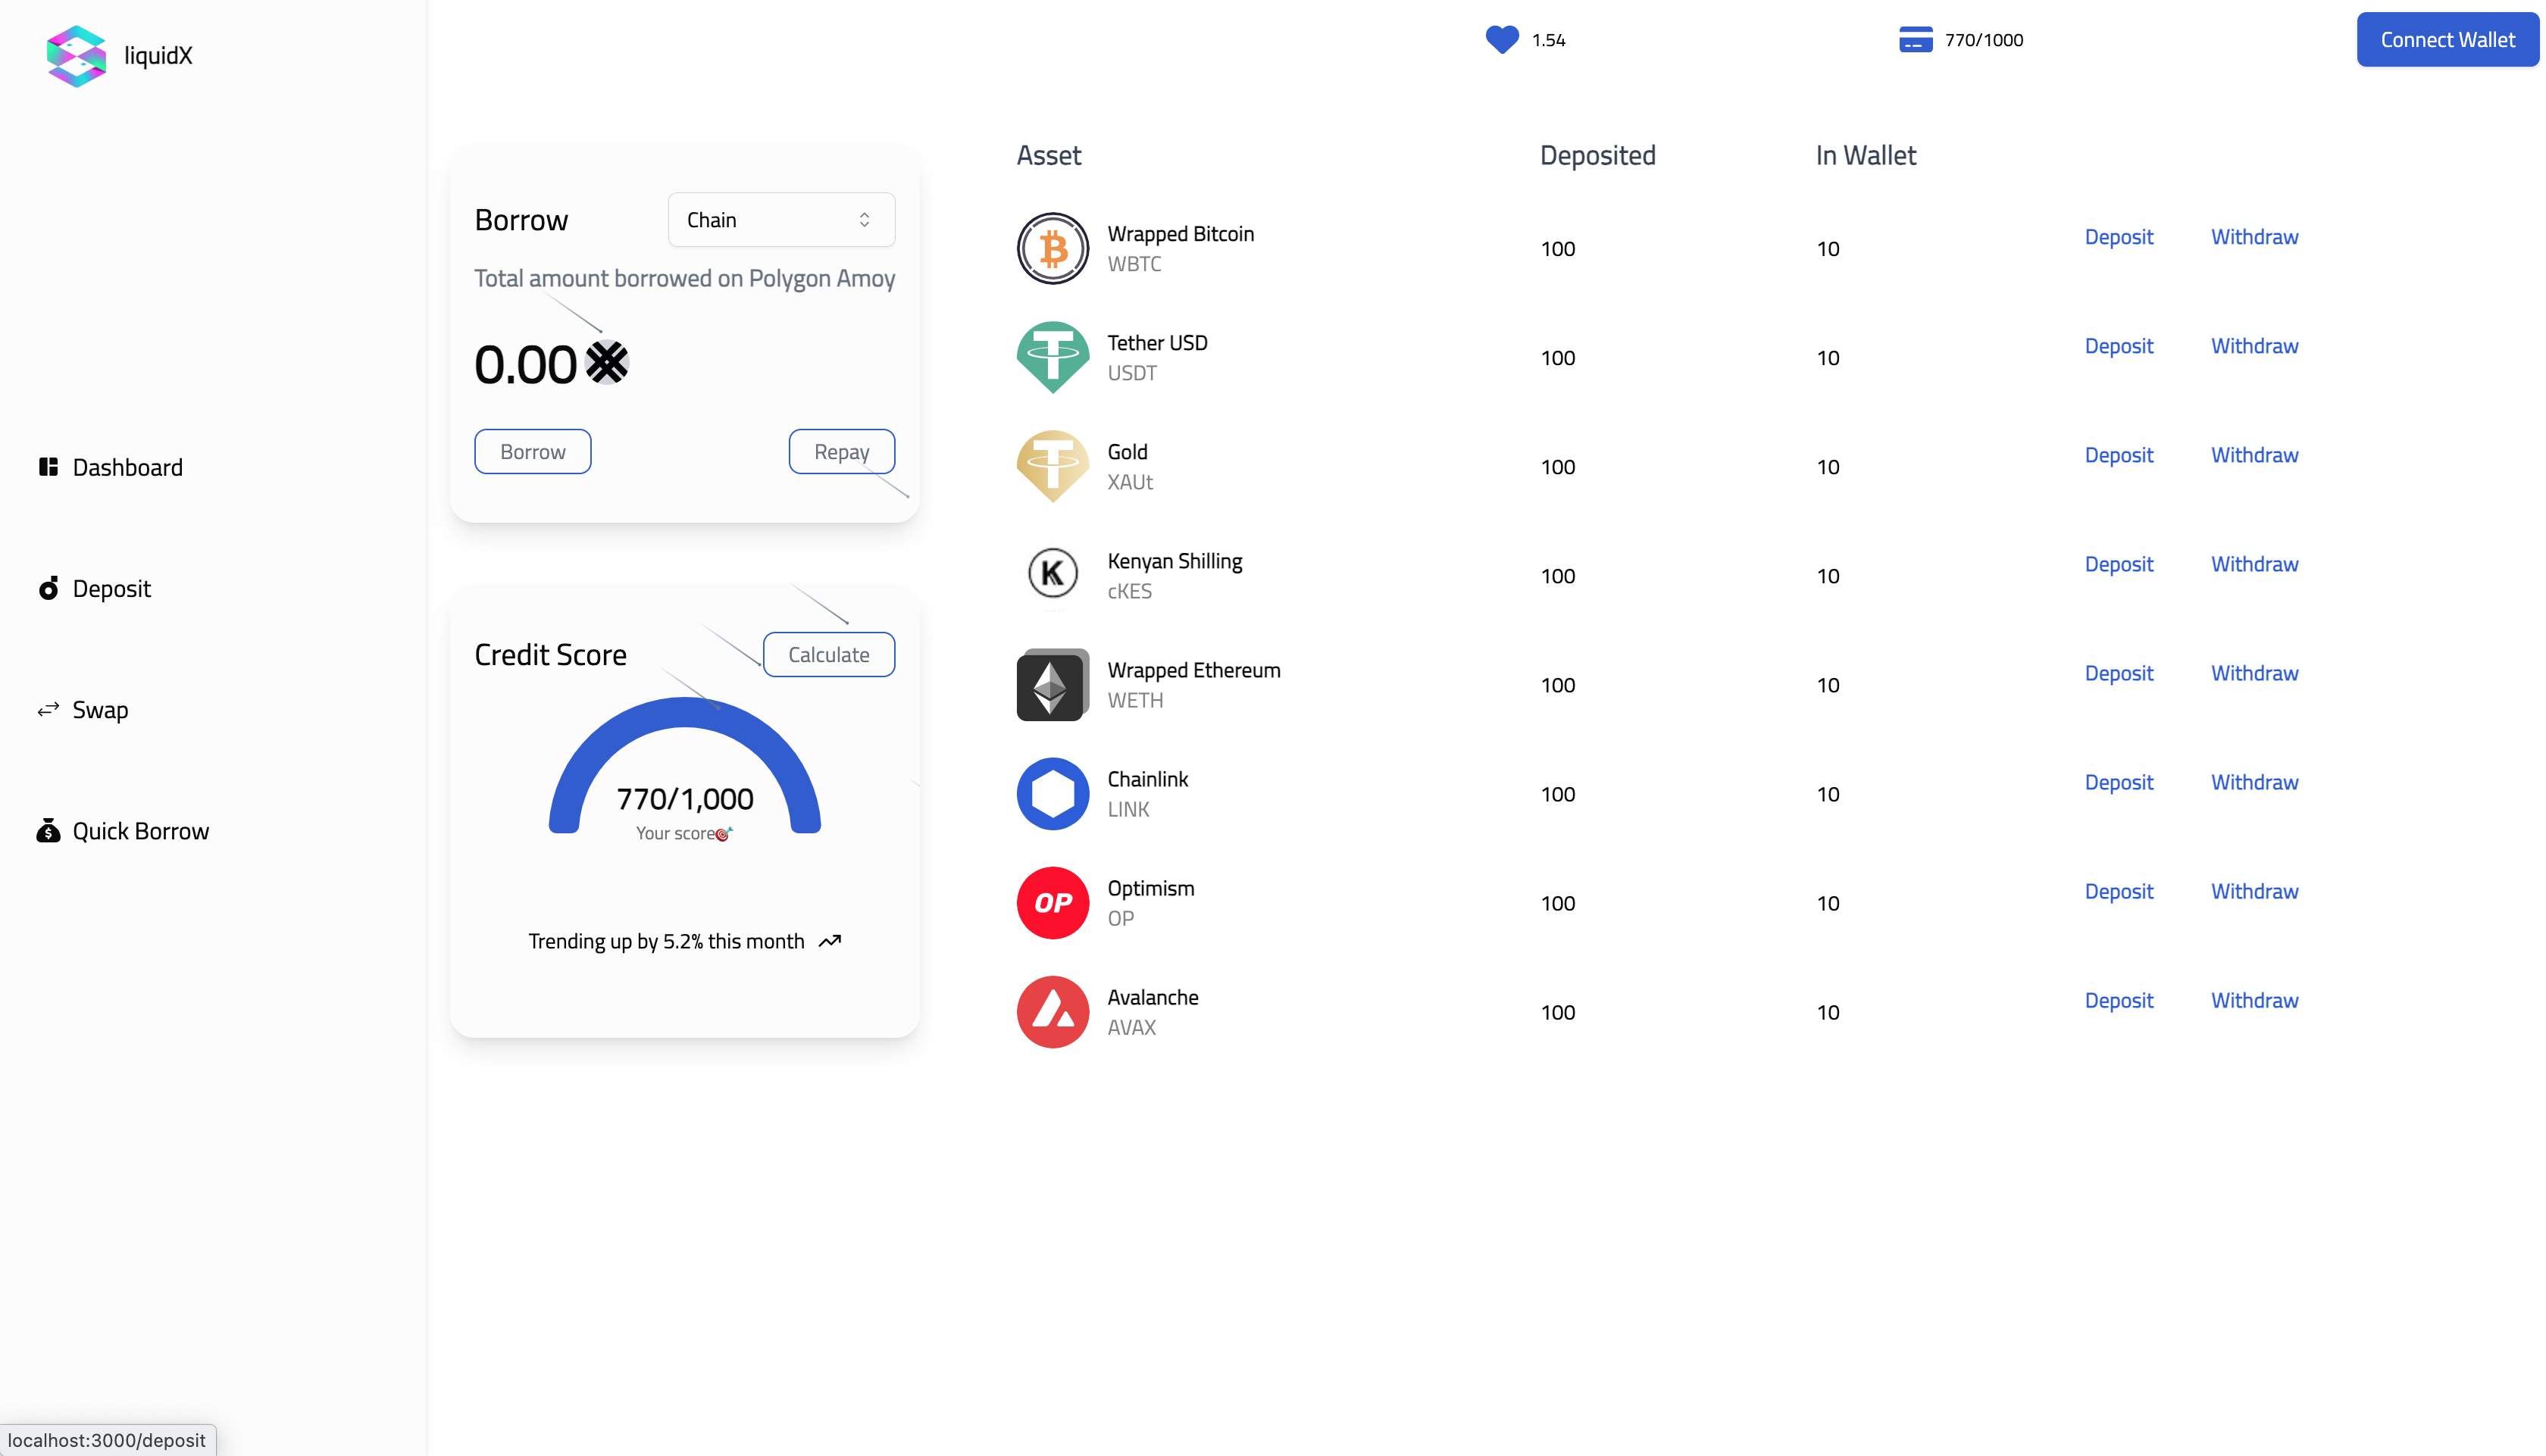 liquidX
1.54
770/1000
Connect Wallet
Dashboard
Deposit
Swap
Quick Borrow
Borrow
Chain
Total amount borrowed on Polygon Amoy
0.00
Borrow
Repay
Credit Score
Calculate
770/1,000
Your score🎯
Trending up by 5.2% this month
Asset Deposited In Wallet
Wrapped Bitcoin
WBTC
100 10 Deposit Withdraw
Tether USD
USDT
100 10 Deposit Withdraw
Gold
XAUt
100 10 Deposit Withdraw
Kenyan Shilling
cKES
100 10 Deposit Withdraw
Wrapped Ethereum
WETH
100 10 Deposit Withdraw
Chainlink
LINK
100 10 Deposit Withdraw
OP
Optimism
OP
100 10 Deposit Withdraw
Avalanche
AVAX
100 10 Deposit Withdraw
localhost:3000/deposit